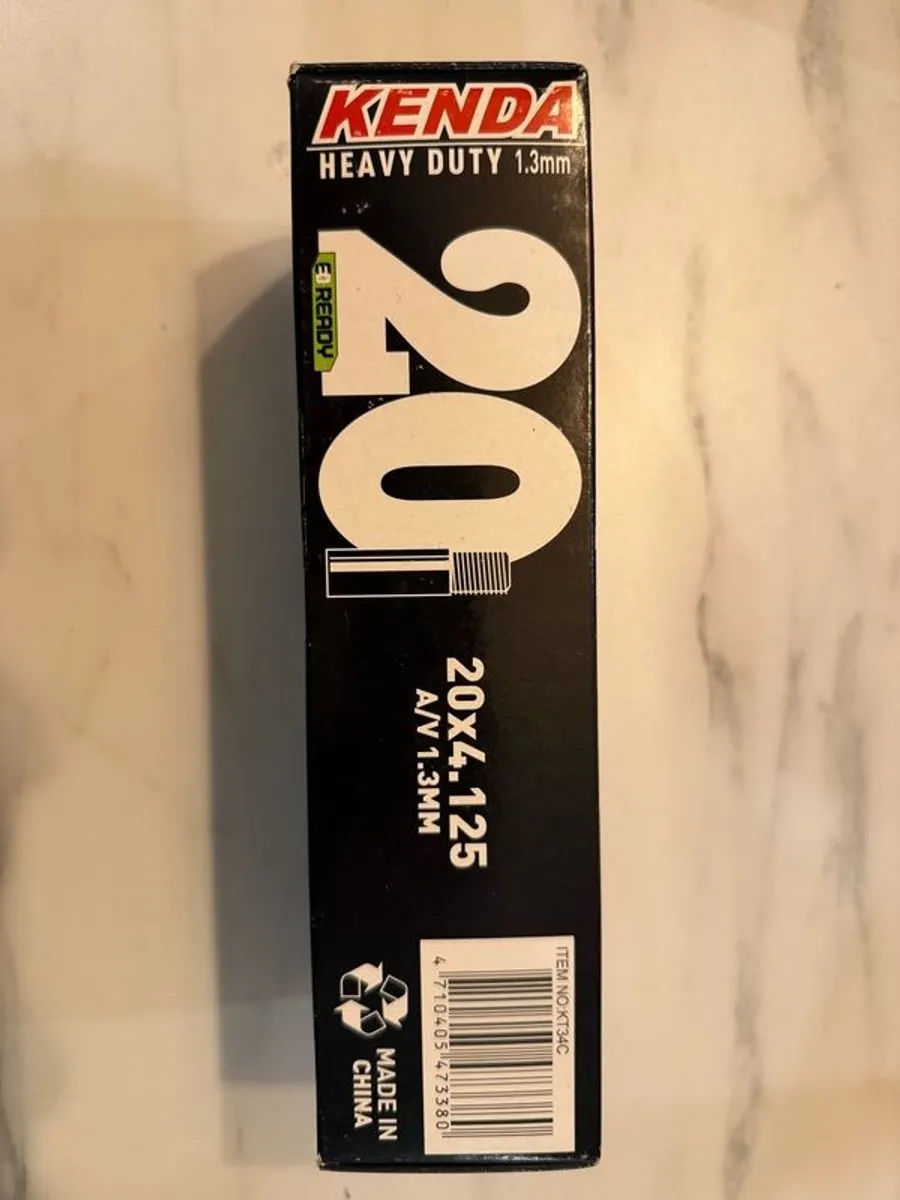 KENDA
HEAVY DUTY 1.3mm
20
E READY
20x4.125
A/V 1.3MM
ITEM NO:KT34C
4 710405 473380
MADE IN
CHINA